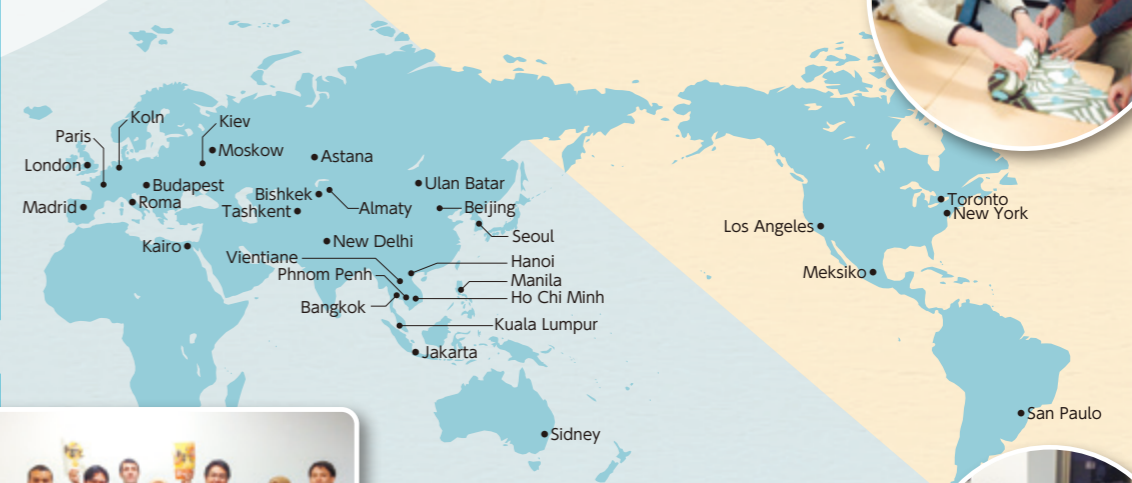 Koln
Kiev
Paris
Moskow
London
Astana
Budapest
Ulan Batar
Bishkek
Roma
Madrid
Tashkent
Almaty
Beijing
Toronto
New York
Los Angeles
Seoul
Kairo
New Delhi
Vientiane
Hanoi
Phnom Penh
Meksiko
Manila
Ho Chi Minh
Bangkok
Kuala Lumpur
Jakarta
San Paulo
Sidney